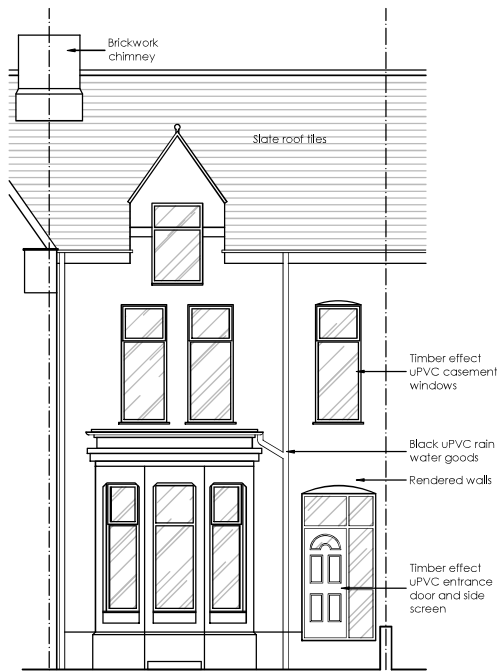 Brickwork
chimney
Slate roof tiles
Timber effect
uPVC casement
windows
Black uPVC rain
water goods
Rendered walls
Timber effect
uPVC entrance
door and side
screen